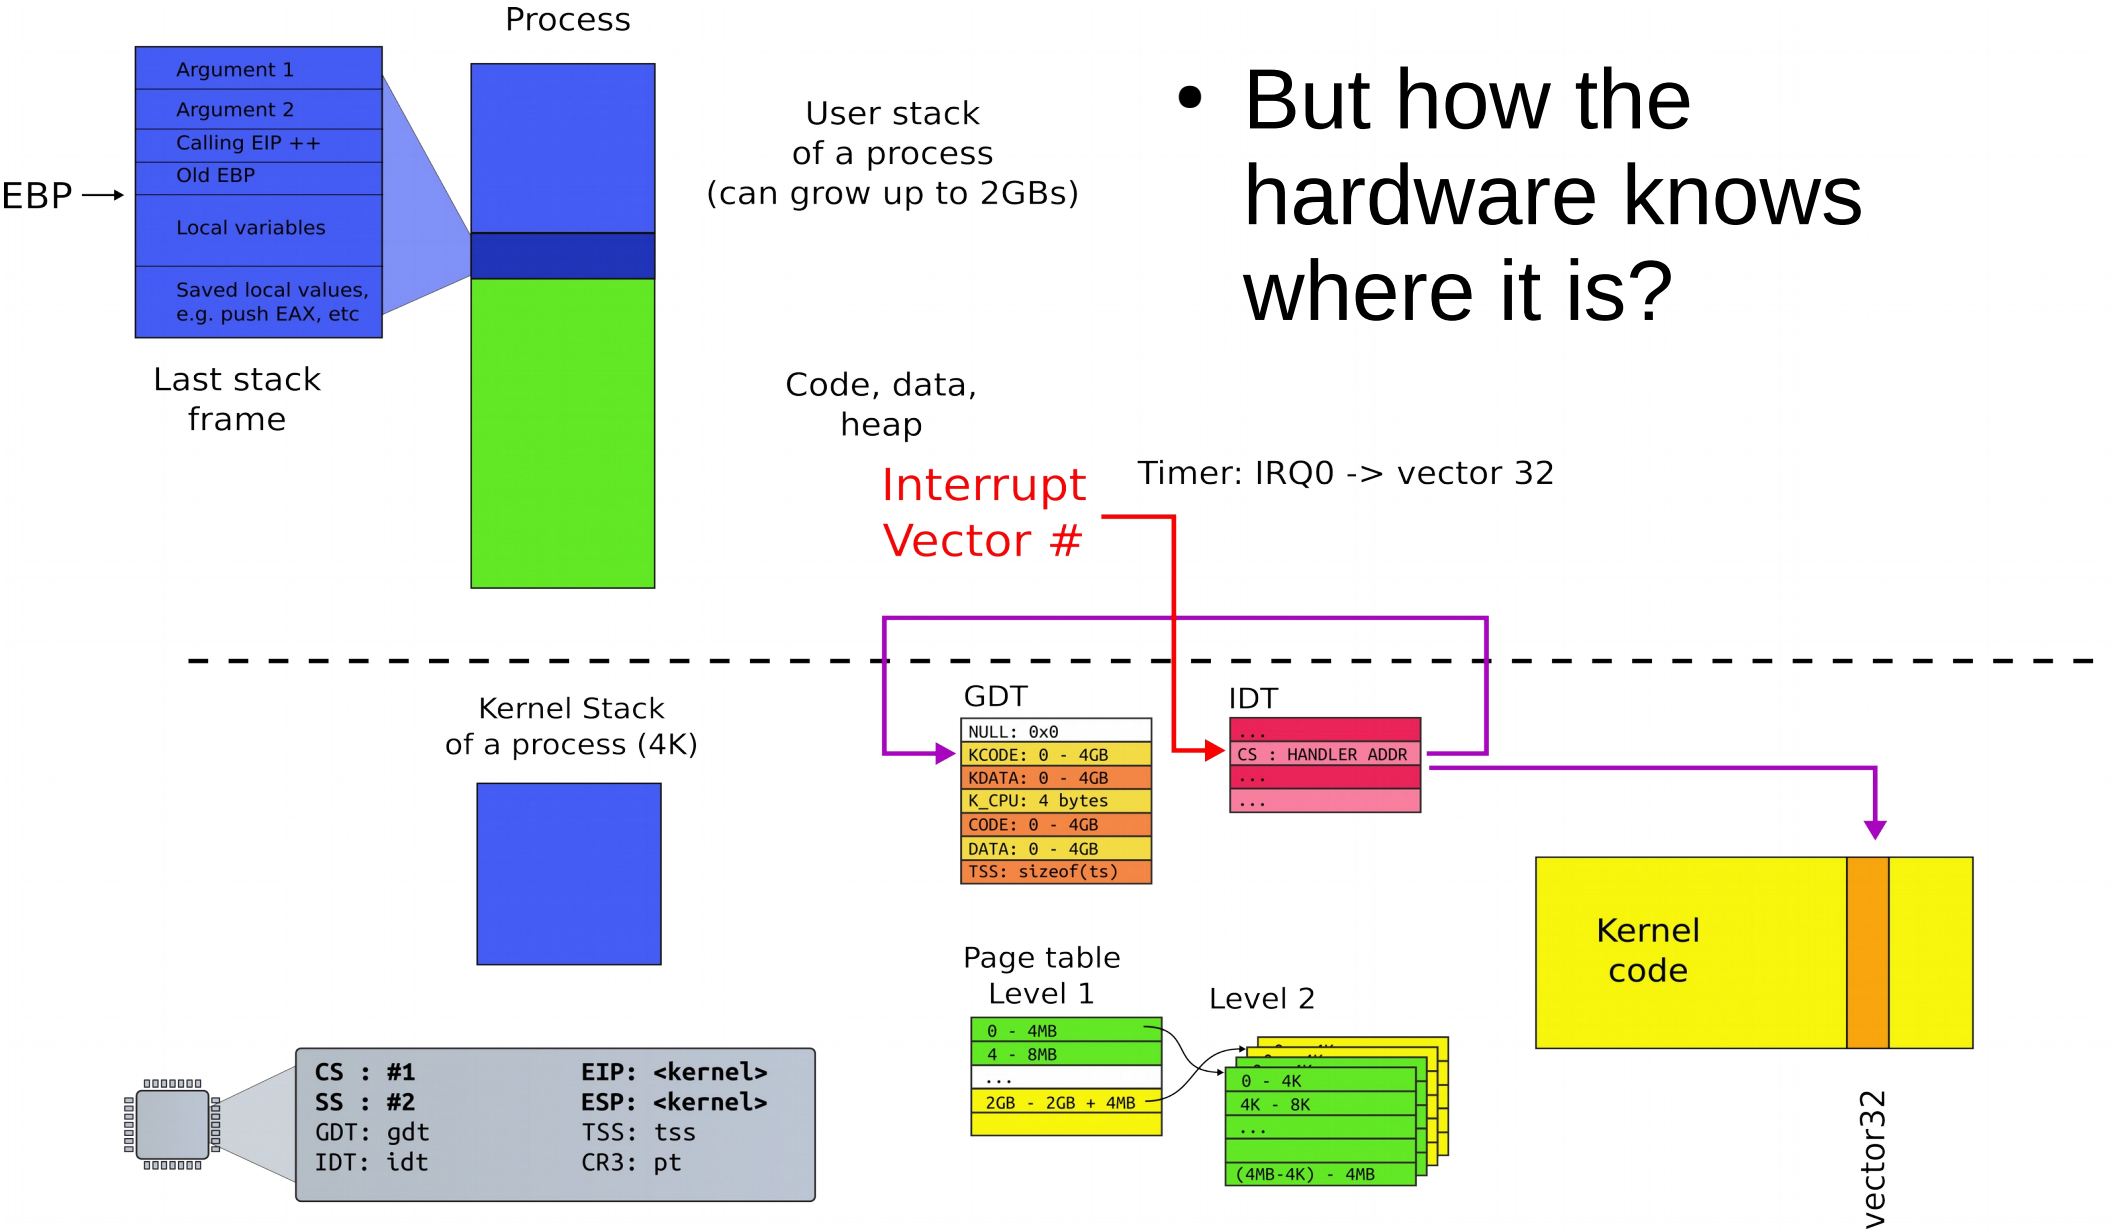 Process
Argument 1
Argument 2
Calling EIP ++
Old EBP
EBP
Local variables
Saved local values,
e.g. push EAX, etc
Last stack
frame
User stack
of a process
(can grow up to 2GBs)
• But how the
hardware knows
where it is?
Code, data,
heap
Interrupt
Vector #
Timer: IRQ0 -> vector 32
Kernel Stack
of a process (4K)
GDT
NULL: 0x0
KCODE: 0 - 4GB
KDATA: 0 - 4GB
K_CPU: 4 bytes
CODE: 0 - 4GB
DATA: 0 - 4GB
TSS: sizeof(ts)
IDT
...
CS : HANDLER ADDR
...
...
Kernel
code
vector32
Page table
Level 1
0 - 4MB
4 - 8MB
...
2GB - 2GB + 4MB
Level 2
0 - 4K
4K - 8K
...
(4MB-4K) - 4MB
CS : #1 EIP: <kernel>
SS : #2 ESP: <kernel>
GDT: gdt TSS: tss
IDT: idt CR3: pt